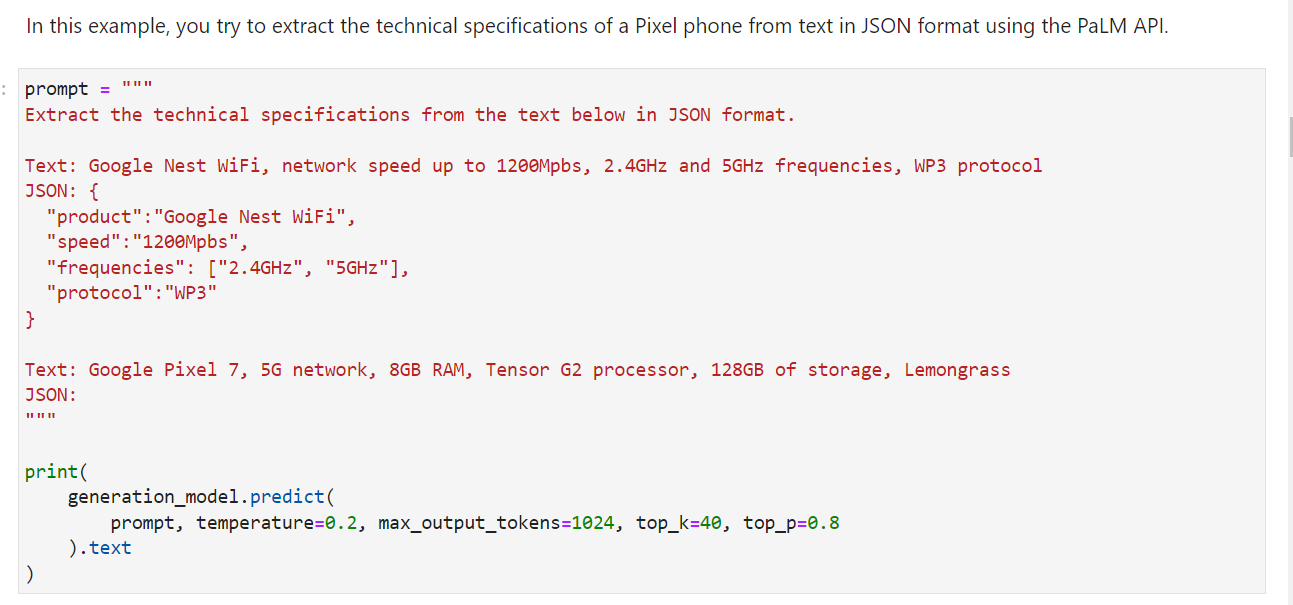 In this example, you try to extract the technical specifications of a Pixel phone from text in JSON format using the PaLM API.
:
prompt = """
Extract the technical specifications from the text below in JSON format.

Text: Google Nest WiFi, network speed up to 1200Mpbs, 2.4GHz and 5GHz frequencies, WP3 protocol
JSON: {
  "product":"Google Nest WiFi",
  "speed":"1200Mpbs",
  "frequencies": ["2.4GHz", "5GHz"],
  "protocol":"WP3"
}

Text: Google Pixel 7, 5G network, 8GB RAM, Tensor G2 processor, 128GB of storage, Lemongrass
JSON:
"""

print(
    generation_model.predict(
        prompt, temperature=0.2, max_output_tokens=1024, top_k=40, top_p=0.8
    ).text
)